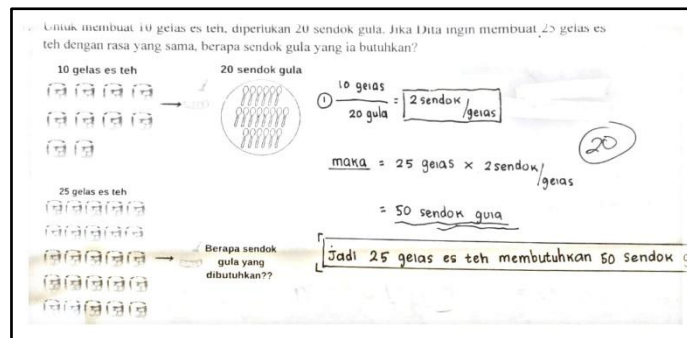 Untuk membuat 10 gelas es teh, diperlukan 20 sendok gula. Jika Dita ingin membuat 25 gelas es
teh dengan rasa yang sama, berapa sendok gula yang ia butuhkan?
10 gelas es teh
20 sendok gula
① 10 gelas / 20 gula = 2 sendok/gelas
20
maka = 25 gelas x 2 sendok/gelas
= 50 sendok gula
25 gelas es teh
Berapa sendok
gula yang
dibutuhkan??
Jadi 25 gelas es teh membutuhkan 50 sendok